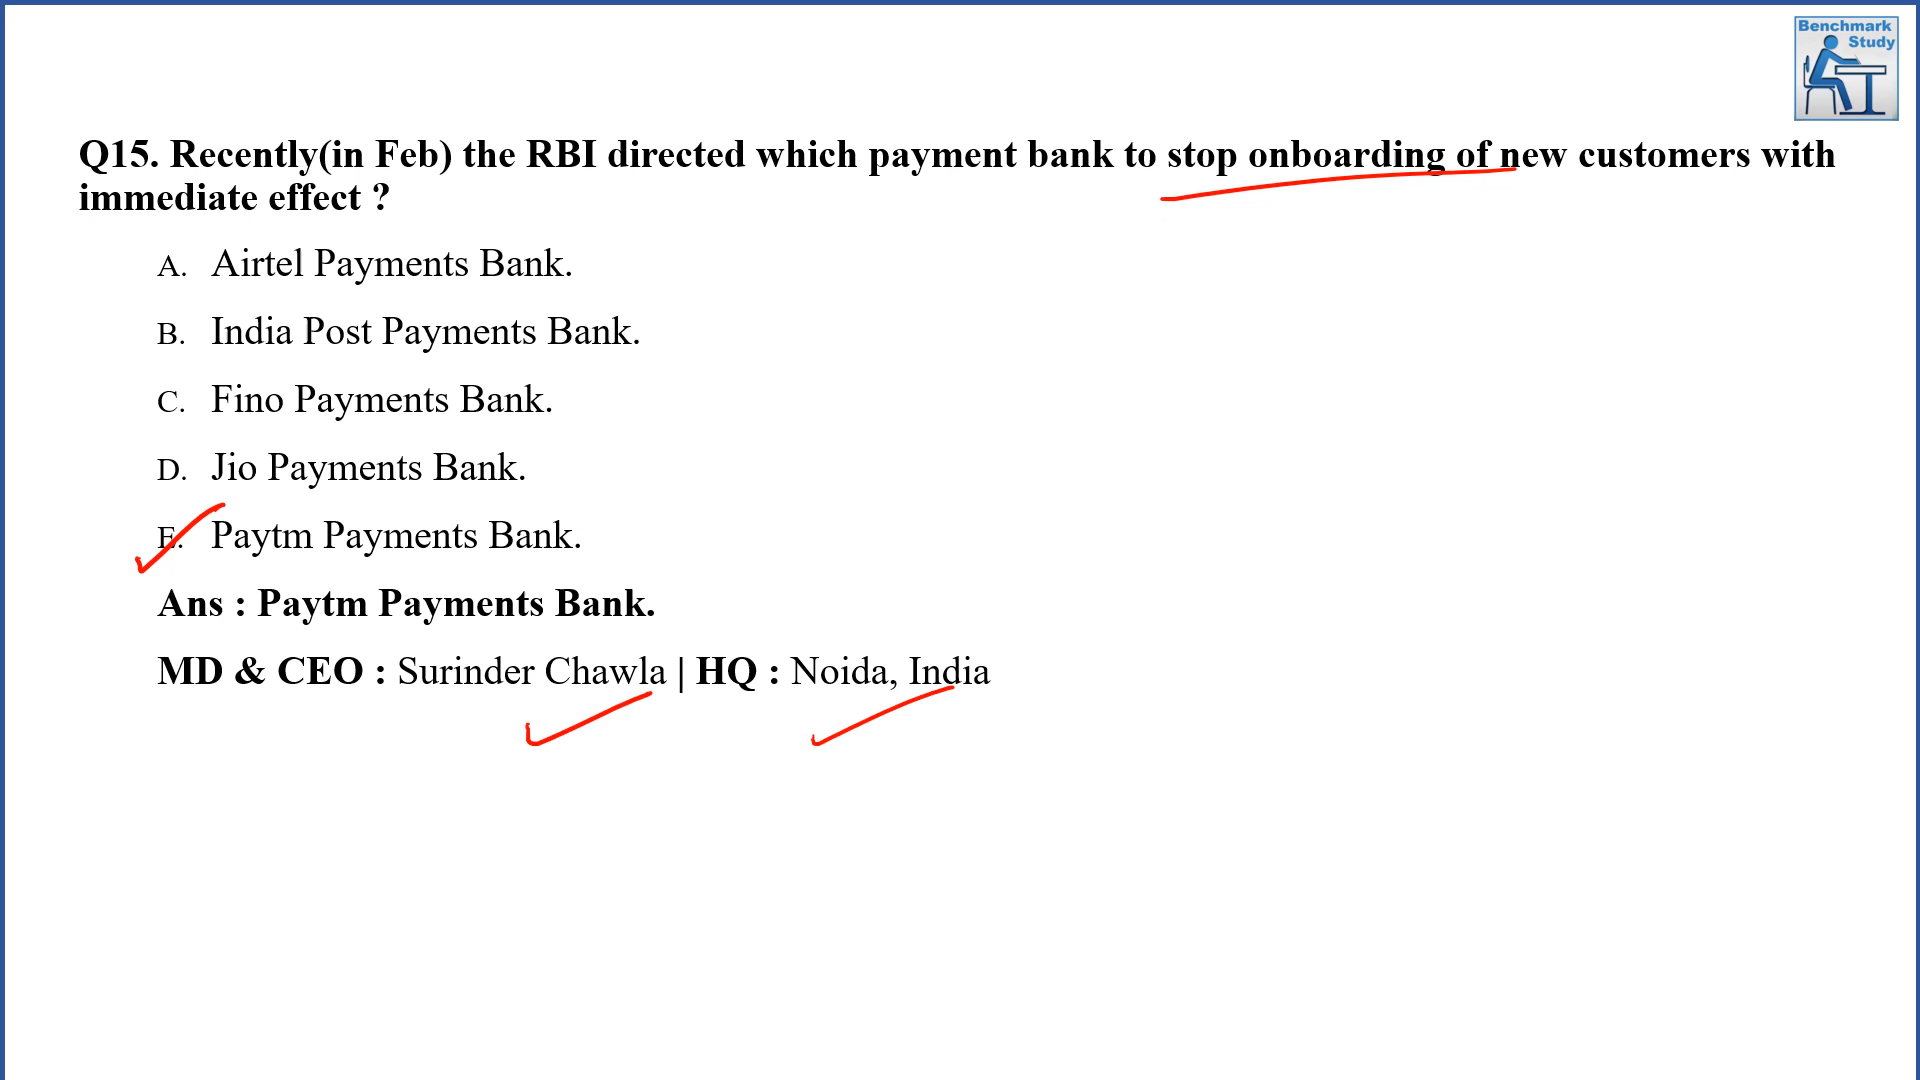 Benchmark
Study
Q15. Recently(in Feb) the RBI directed which payment bank to stop onboarding of new customers with
immediate effect ?
A. Airtel Payments Bank.
B. India Post Payments Bank.
C. Fino Payments Bank.
D. Jio Payments Bank.
E. Paytm Payments Bank.
Ans : Paytm Payments Bank.
MD & CEO : Surinder Chawla | HQ : Noida, India